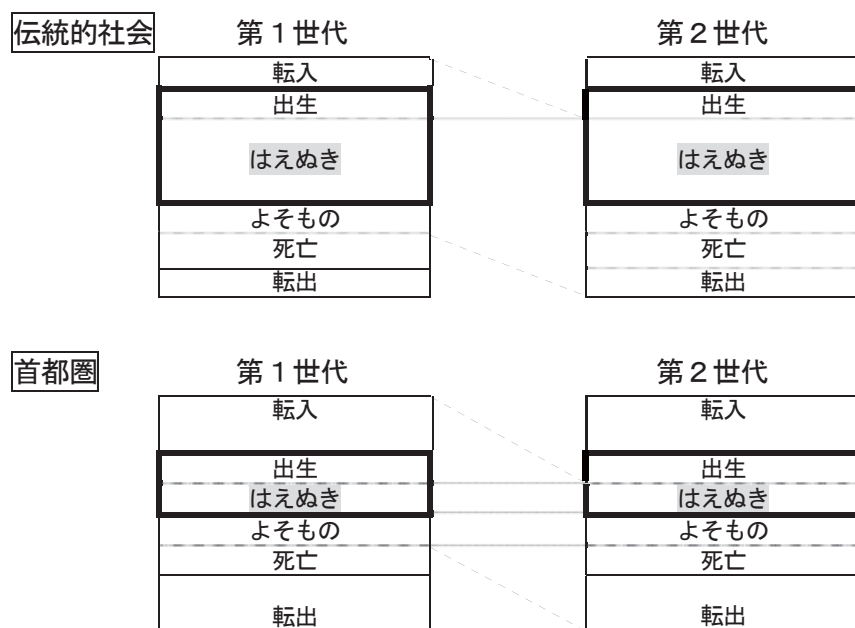 伝統的社会 第１世代 第２世代
転入 転入
出生 出生
はえぬき はえぬき
よそもの よそもの
死亡 死亡
転出 転出
首都圏 第１世代 第２世代
転入 転入
出生 出生
はえぬき はえぬき
よそもの よそもの
死亡 死亡
転出 転出